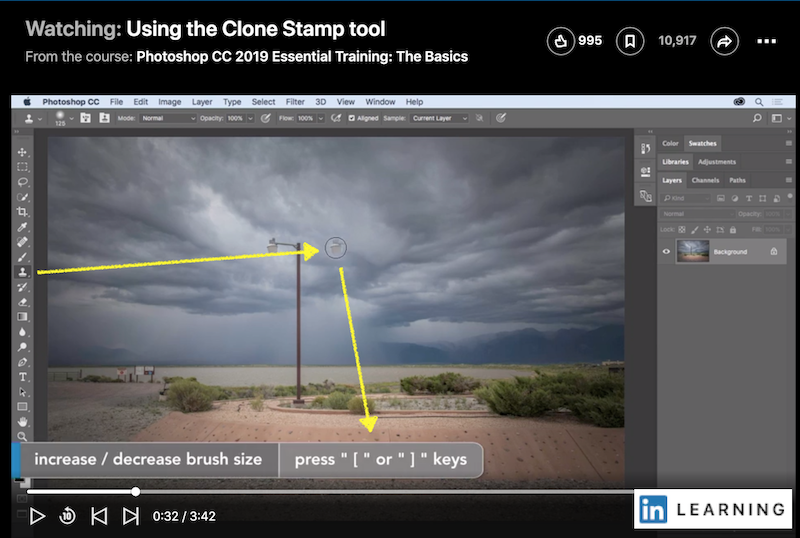 Watching: Using the Clone Stamp tool
From the course: Photoshop CC 2019 Essential Training: The Basics
995
10,917
Photoshop CC File Edit Image Layer Type Select Filter 3D View Window Help
125 Mode: Normal Opacity: 100% Flow: 100% Aligned Sample: Current Layer
Color Swatches
Libraries Adjustments
Layers Channels Paths
Kind
Normal Opacity: 100%
Lock: Fill: 100%
Background
increase / decrease brush size press " [ " or " ] " keys
0:32 / 3:42
in LEARNING